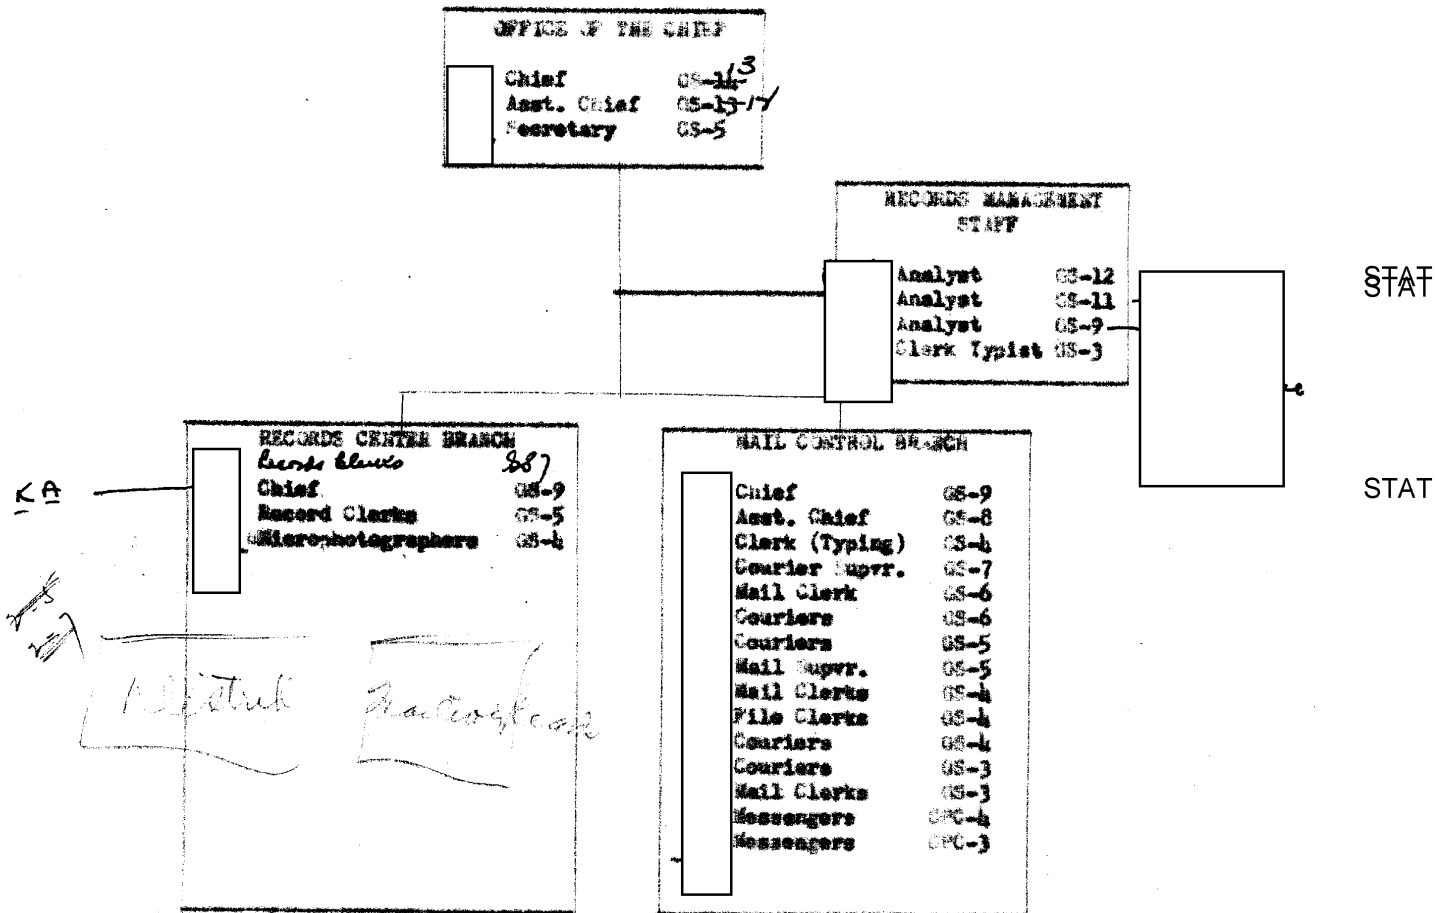 OFFICE OF THE CHIEF
Chief GS-14 13
Asst. Chief GS-13
Secretary GS-5
RECORDS MANAGEMENT
STAFF
Analyst GS-12
Analyst GS-11
Analyst GS-9
Clerk Typist GS-3
STAT
STAT
STAT
RECORDS CENTER BRANCH
Records Clerks
Chief GS-9
Record Clerks GS-5
Microphotographers GS-4
K A
MAIL CONTROL BRANCH
Chief GS-9
Asst. Chief GS-8
Clerk (Typing) GS-4
Courier Supvr. GS-7
Mail Clerk GS-6
Couriers GS-6
Couriers GS-5
Mail Supvr. GS-5
Mail Clerks GS-4
File Clerks GS-4
Couriers GS-4
Couriers GS-3
Mail Clerks GS-3
Messengers CPC-4
Messengers CPC-3